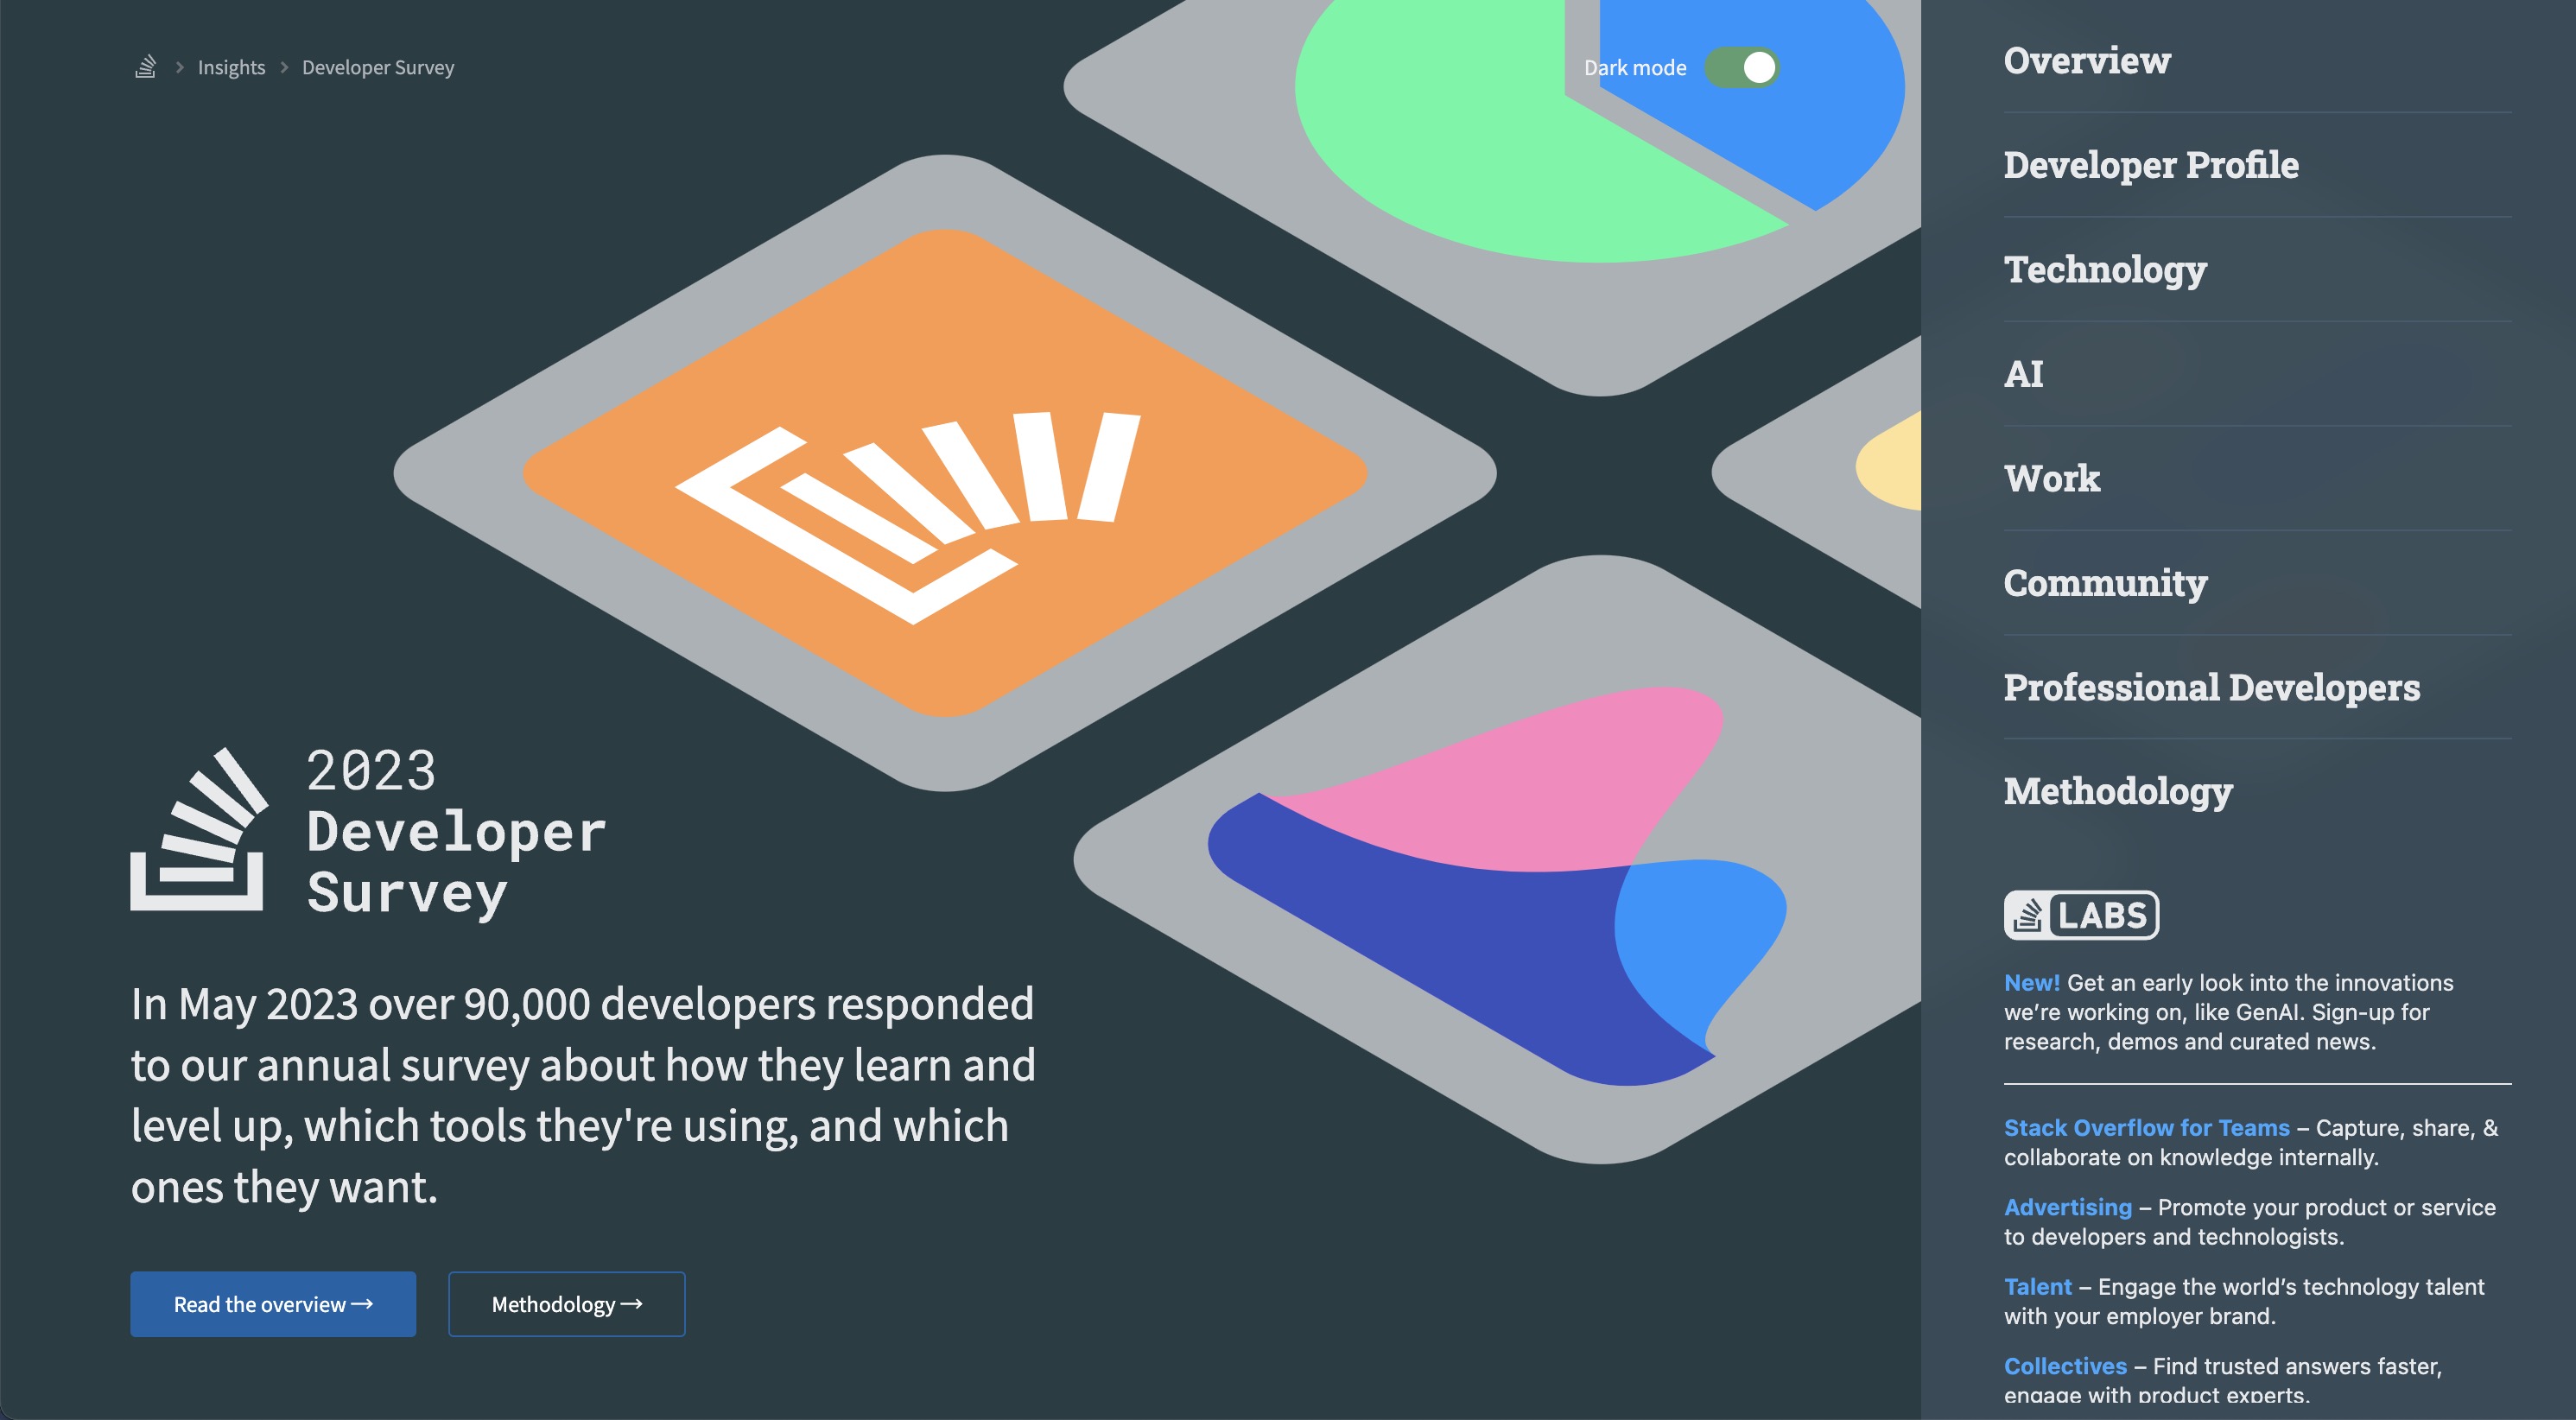 Insights
Developer Survey
Dark mode
2023
Developer
Survey
In May 2023 over 90,000 developers responded
to our annual survey about how they learn and
level up, which tools they're using, and which
ones they want.
Read the overview →
Methodology →
Overview
Developer Profile
Technology
AI
Work
Community
Professional Developers
Methodology
LABS
New! Get an early look into the innovations
we’re working on, like GenAI. Sign-up for
research, demos and curated news.
Stack Overflow for Teams – Capture, share, &
collaborate on knowledge internally.
Advertising – Promote your product or service
to developers and technologists.
Talent – Engage the world’s technology talent
with your employer brand.
Collectives – Find trusted answers faster,
engage with product experts.